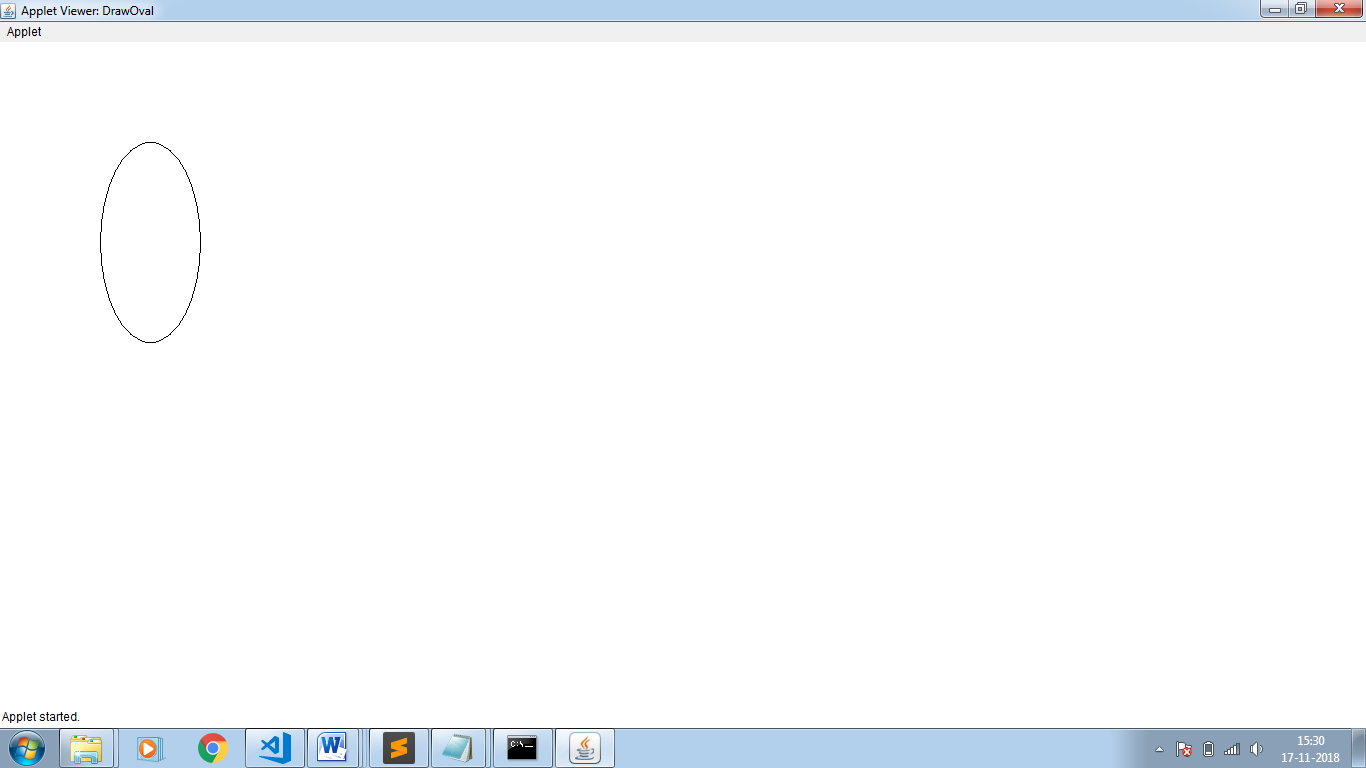 Applet Viewer: DrawOval
Applet
Applet started.
C:\
15:30
17-11-2018